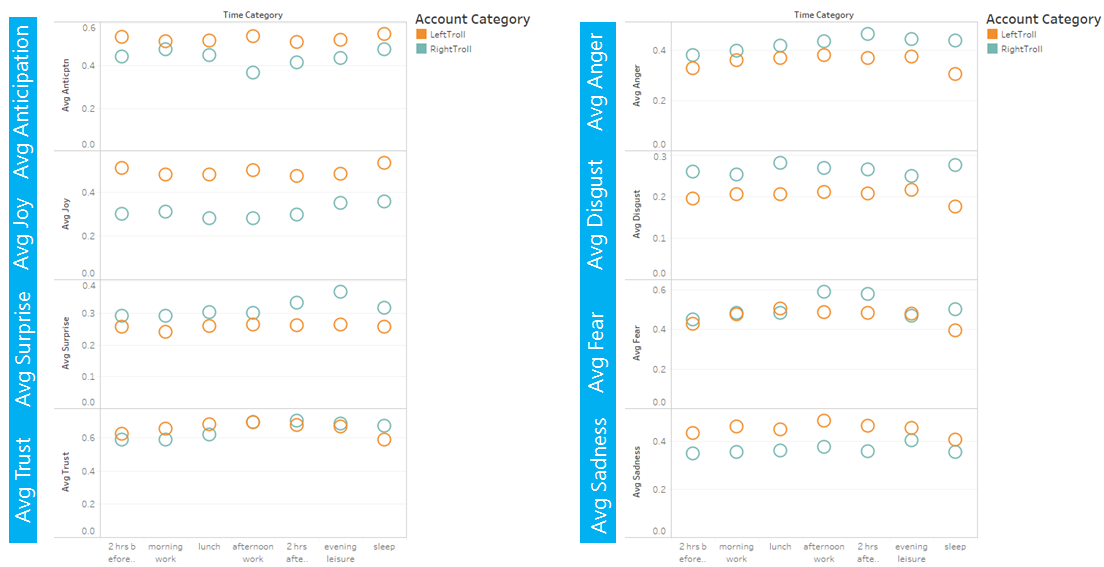 Time Category
Account Category
LeftTroll
RightTroll
Avg Anticipation
Avg Joy
Avg Surprise
Avg Trust
Avg Anticptn
0.6
0.4
0.2
0.0
Avg Joy
0.4
0.2
0.0
Avg Surprise
0.4
0.3
0.2
0.1
0.0
Avg Trust
0.6
0.4
0.2
0.0
2 hrs b
efore..
morning
work
lunch
afternoon
work
2 hrs
afte..
evening
leisure
sleep
Time Category
Account Category
LeftTroll
RightTroll
Avg Anger
Avg Disgust
Avg Fear
Avg Sadness
Avg Anger
0.4
0.2
0.0
Avg Disgust
0.3
0.2
0.1
0.0
Avg Fear
0.6
0.4
0.2
0.0
Avg Sadness
0.4
0.2
0.0
2 hrs b
efore..
morning
work
lunch
afternoon
work
2 hrs
afte..
evening
leisure
sleep